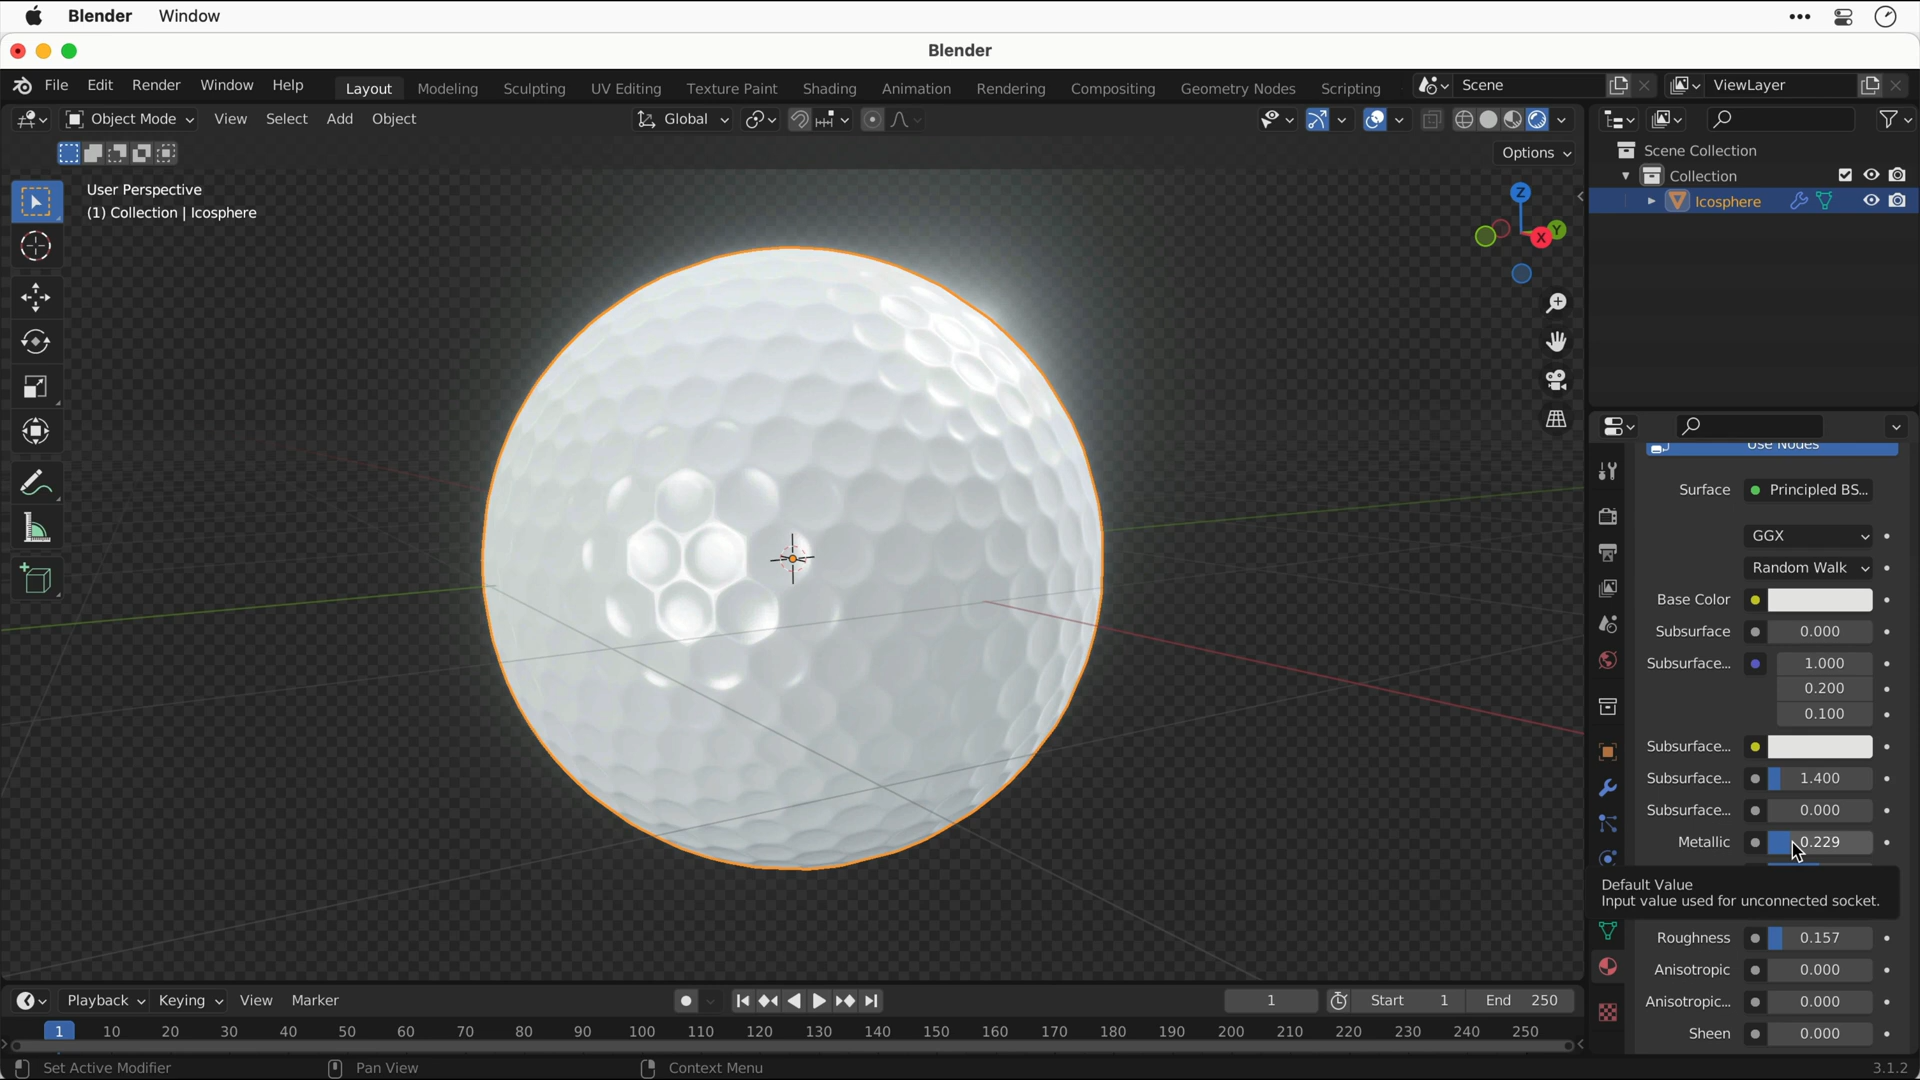 Blender Window
Blender
File Edit Render Window Help Layout Modeling Sculpting UV Editing Texture Paint Shading Animation Rendering Compositing Geometry Nodes Scripting Scene ViewLayer
Object Mode View Select Add Object Global
Options
User Perspective
(1) Collection | Icosphere
Z
Y
X
Scene Collection
Collection
Icosphere
Use Nodes
Surface Principled BS...
GGX
Random Walk
Base Color
Subsurface 0.000
Subsurface... 1.000
0.200
0.100
Subsurface...
Subsurface... 1.400
Subsurface... 0.000
Metallic 0.229
Default Value
Input value used for unconnected socket.
Roughness 0.157
Anisotropic 0.000
Anisotropic... 0.000
Sheen 0.000
Playback Keying View Marker 1 Start 1 End 250
1 10 20 30 40 50 60 70 80 90 100 110 120 130 140 150 160 170 180 190 200 210 220 230 240 250
Set Active Modifier Pan View Context Menu 3.1.2